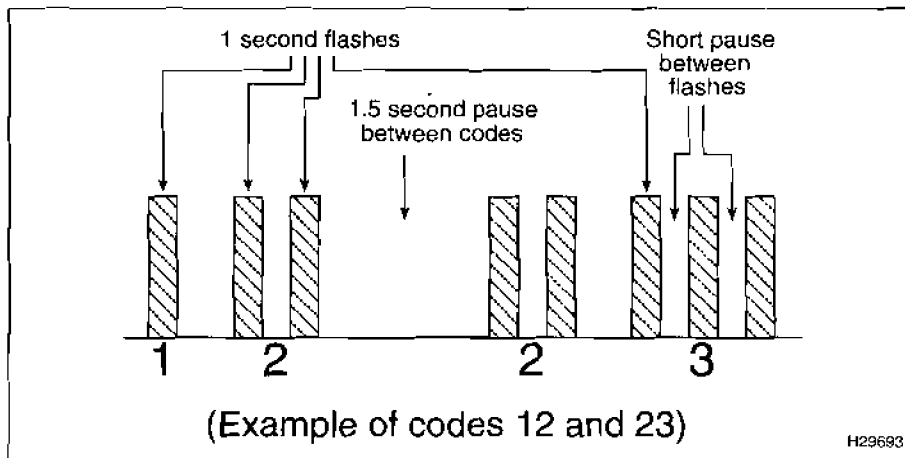 1 second flashes
Short pause
between
flashes
1.5 second pause
between codes
1
2
2
3
(Example of codes 12 and 23)
H29693